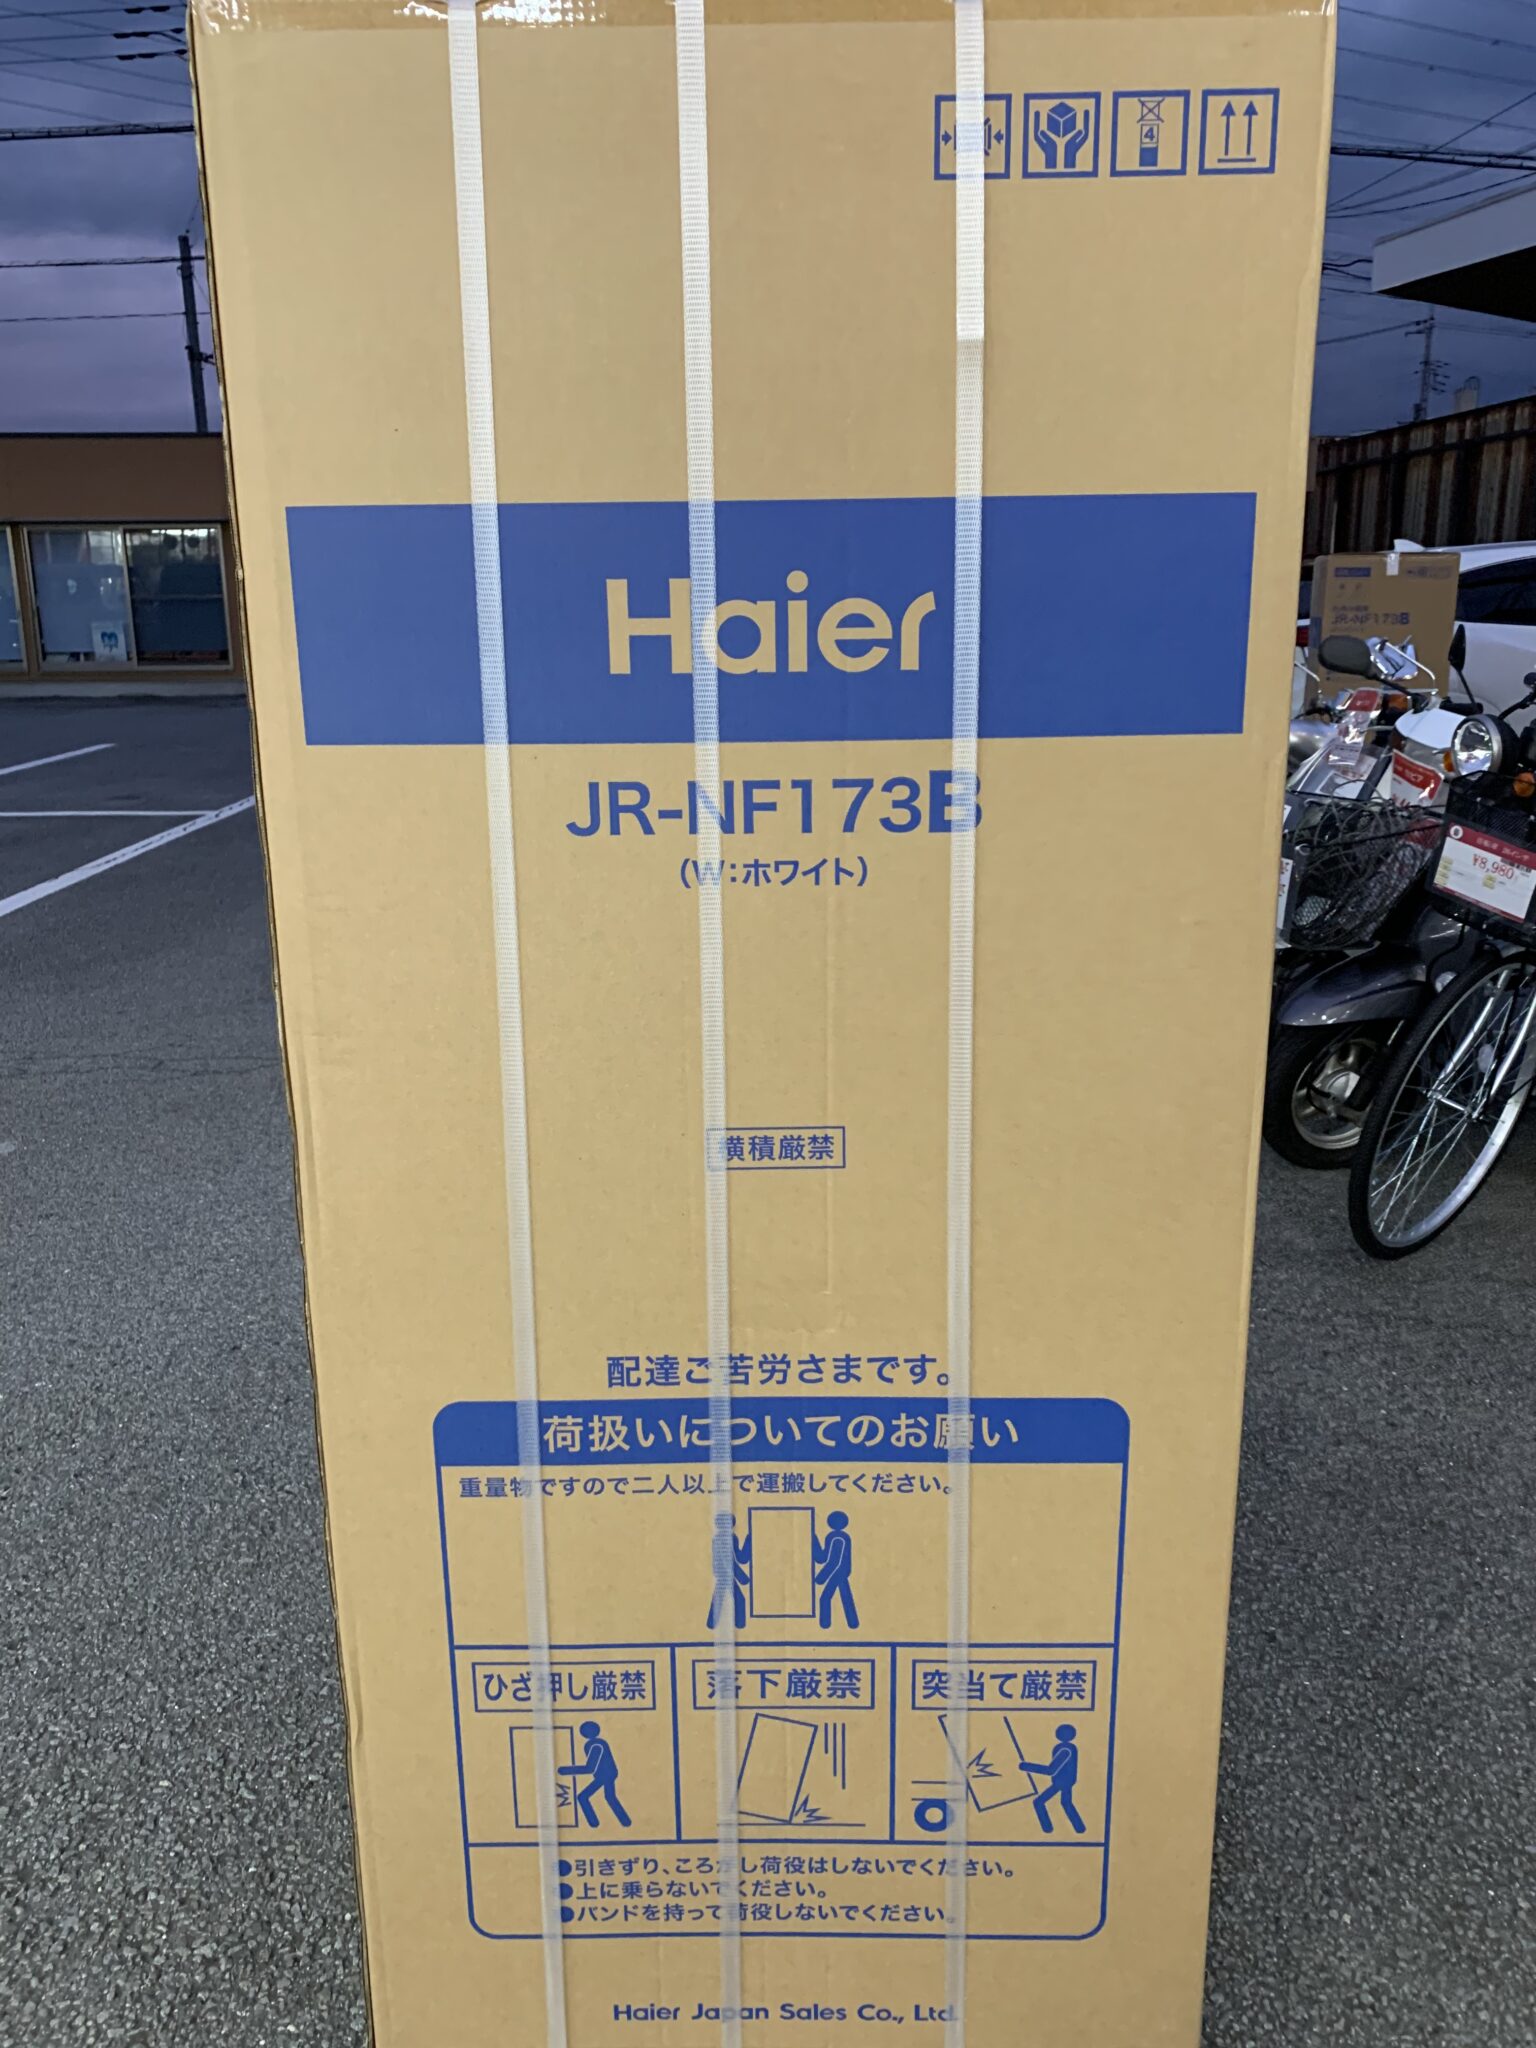 4
Haier
JR-NF173B
(W:ホワイト)
横積厳禁
配達ご苦労さまです。
荷扱いについてのお願い
重量物ですので二人以上で運搬してください。
ひざ押し厳禁
落下厳禁
突当て厳禁
●引きずり、ころがし荷役はしないでください。
●上に乗らないでください。
●バンドを持って荷役しないでください。
Haier Japan Sales Co., Ltd.
JR-NF173B
¥8,980